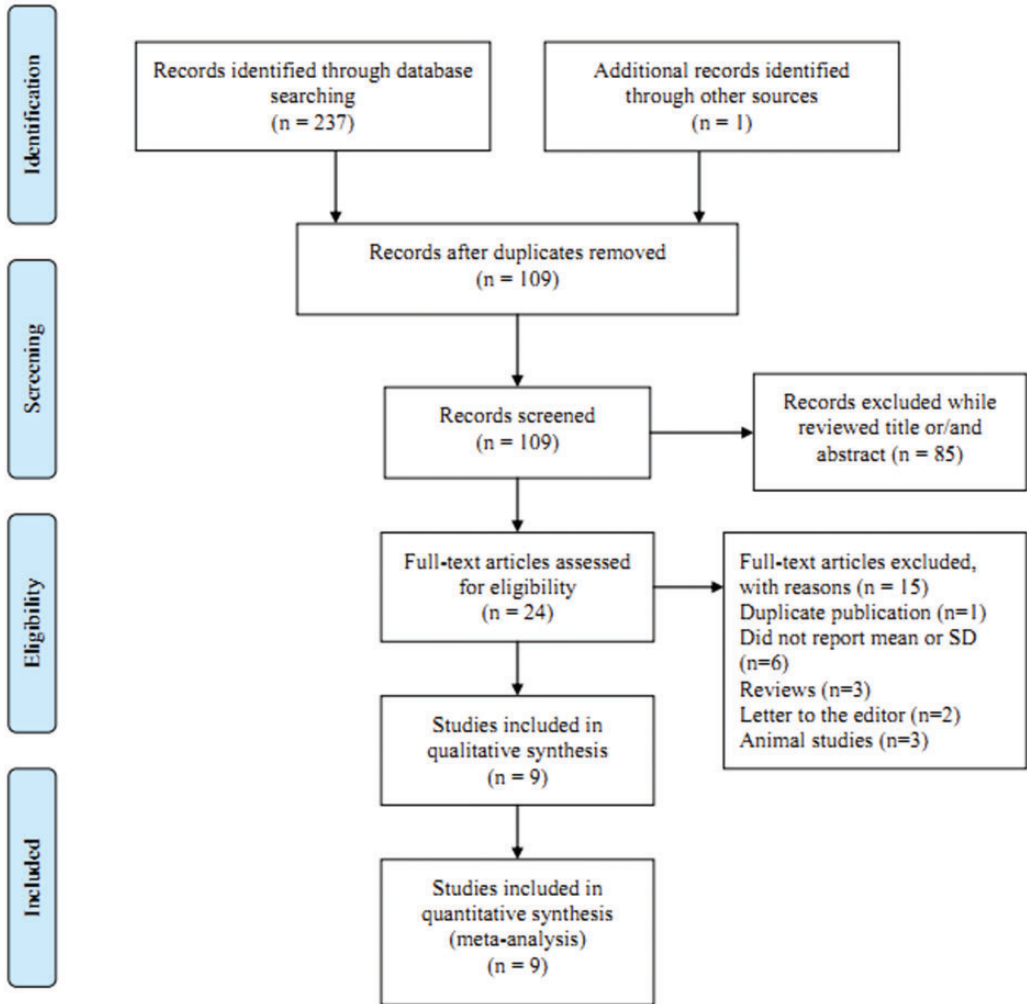 Identification
Records identified through database
searching
(n = 237)
Additional records identified
through other sources
(n = 1)
Records after duplicates removed
(n = 109)
Screening
Records screened
(n = 109)
Records excluded while
reviewed title or/and
abstract (n = 85)
Eligibility
Full-text articles assessed
for eligibility
(n = 24)
Full-text articles excluded,
with reasons (n = 15)
Duplicate publication (n=1)
Did not report mean or SD
(n=6)
Reviews (n=3)
Letter to the editor (n=2)
Animal studies (n=3)
Studies included in
qualitative synthesis
(n = 9)
Included
Studies included in
quantitative synthesis
(meta-analysis)
(n = 9)